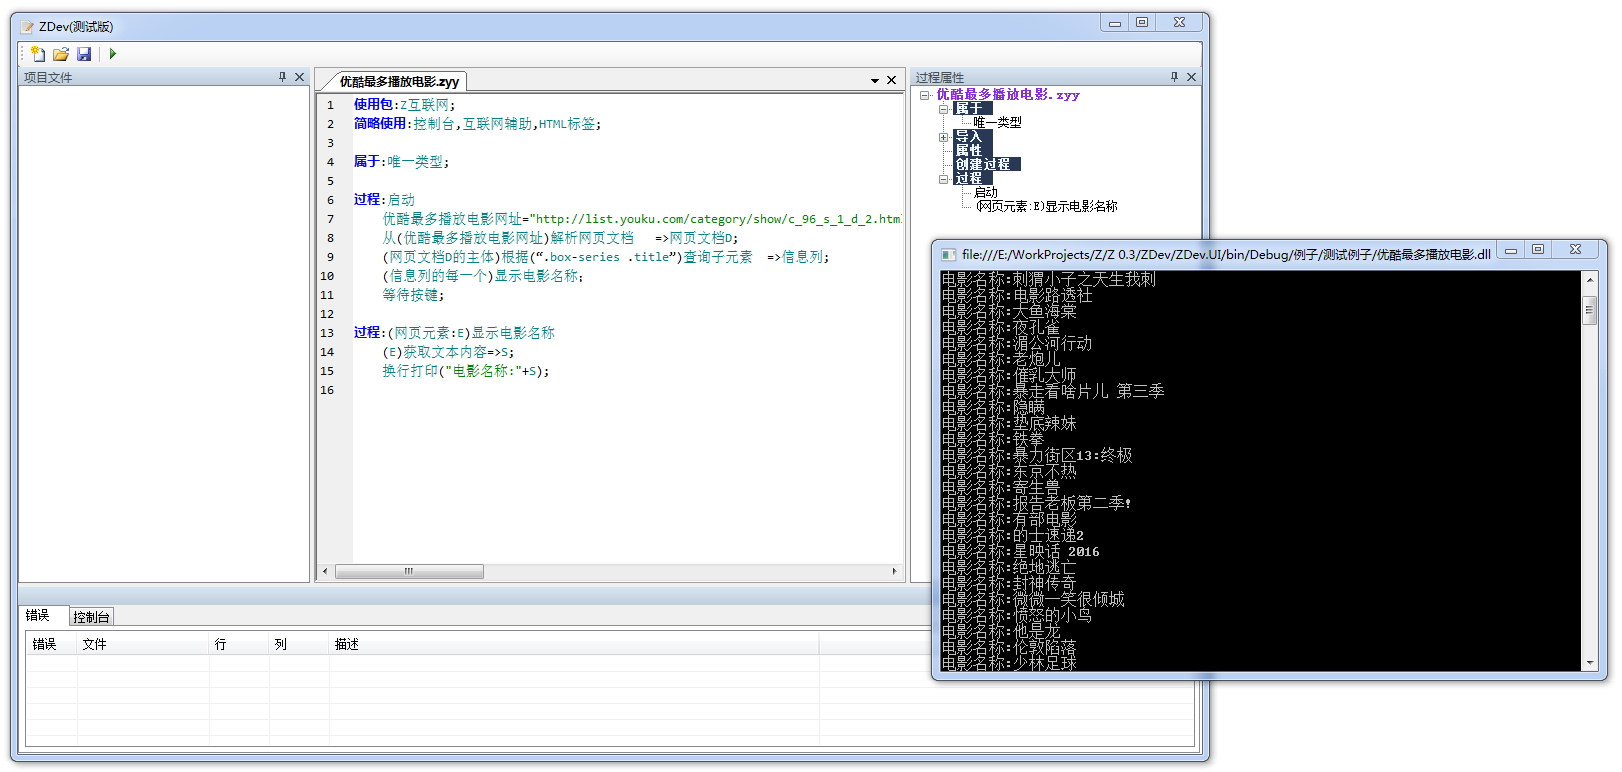 ZDev(测试版)
项目文件
优酷最多播放电影.zyy
1 使用包:Z互联网;
2 简略使用:控制台,互联网辅助,HTML标签;
3
4 属于:唯一类型;
5
6 过程:启动
7 优酷最多播放电影网址="http://list.youku.com/category/show/c_96_s_1_d_2.html
8 从(优酷最多播放电影网址)解析网页文档 =>网页文档D;
9 (网页文档D的主体)根据(“.box-series .title”)查询子元素 =>信息列;
10 (信息列的每一个)显示电影名称;
11 等待按键;
12
13 过程:(网页元素:E)显示电影名称
14 (E)获取文本内容=>S;
15 换行打印("电影名称:"+S);
16
过程属性
优酷最多播放电影.zyy
属于
唯一类型
导入
属性
创建过程
过程
启动
(网页元素:E)显示电影名称
file:///E:/WorkProjects/Z/Z 0.3/ZDev/ZDev.UI/bin/Debug/例子/测试例子/优酷最多播放电影.dll
电影名称:刺猬小子之天生我刺
电影名称:电影路透社
电影名称:大鱼海棠
电影名称:夜孔雀
电影名称:湄公河行动
电影名称:老炮儿
电影名称:催乳大师
电影名称:暴走看啥片儿 第三季
电影名称:隐瞒
电影名称:垫底辣妹
电影名称:铁拳
电影名称:暴力街区13:终极
电影名称:东京不热
电影名称:寄生兽
电影名称:报告老板第二季!
电影名称:有部电影
电影名称:的士速递2
电影名称:星映话 2016
电影名称:绝地逃亡
电影名称:封神传奇
电影名称:微微一笑很倾城
电影名称:愤怒的小鸟
电影名称:他是龙
电影名称:伦敦陷落
电影名称:少林足球
错误 控制台
错误 文件 行 列 描述